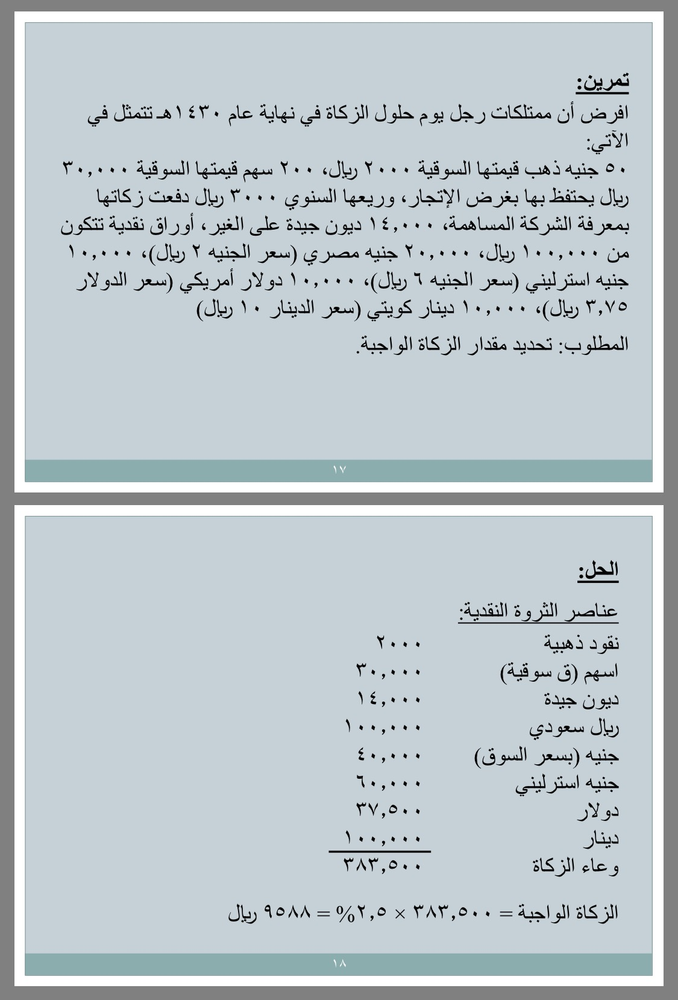 تمرين:
افرض أن ممتلكات رجل يوم حلول الزكاة في نهاية عام ١٤٣٠هـ تتمثل في
الآتي:
٥٠ جنيه ذهب قيمتها السوقية ٢٠٠٠ ريال، ٢٠٠ سهم قيمتها السوقية ٣٠,٠٠٠
ريال يحتفظ بها بغرض الإتجار، وريعها السنوي ٣٠٠٠ ريال دفعت زكاتها
بمعرفة الشركة المساهمة، ١٤,٠٠٠ ديون جيدة على الغير، أوراق نقدية تتكون
من ١٠٠,٠٠٠ ريال، ٢٠,٠٠٠ جنيه مصري (سعر الجنيه ٢ ريال)، ١٠,٠٠٠
جنيه استرليني (سعر الجنيه ٦ ريال)، ١٠,٠٠٠ دولار أمريكي (سعر الدولار
٣,٧٥ ريال)، ١٠,٠٠٠ دينار كويتي (سعر الدينار ١٠ ريال)
المطلوب: تحديد مقدار الزكاة الواجبة.
١٧
الحل:
عناصر الثروة النقدية:
نقود ذهبية ٢٠٠٠
اسهم (ق سوقية) ٣٠,٠٠٠
ديون جيدة ١٤,٠٠٠
ريال سعودي ١٠٠,٠٠٠
جنيه (بسعر السوق) ٤٠,٠٠٠
جنيه استرليني ٦٠,٠٠٠
دولار ٣٧,٥٠٠
دينار ١٠٠,٠٠٠
وعاء الزكاة ٣٨٣,٥٠٠
الزكاة الواجبة = ٣٨٣,٥٠٠ × ٢,٥% = ٩٥٨٨ ريال
١٨